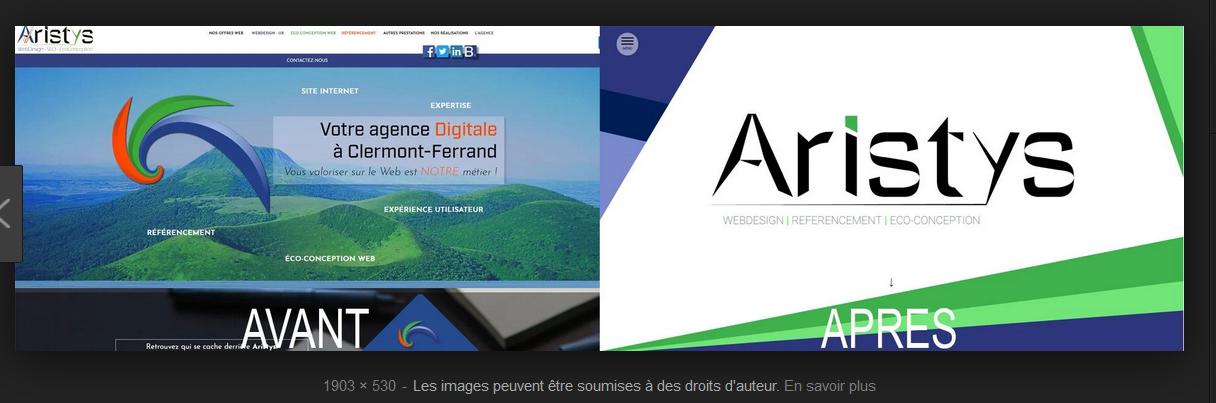 Aristys
WebDesign - SEO - EcoConception
NOS OFFRES WEB WEBDESIGN - UX ECO-CONCEPTION WEB RÉFÉRENCEMENT AUTRES PRESTATIONS NOS RÉALISATIONS L'AGENCE
CONTACTEZ-NOUS
SITE INTERNET
EXPERTISE
Votre agence Digitale
à Clermont-Ferrand
Vous valoriser sur le Web est NOTRE métier !
EXPÉRIENCE UTILISATEUR
RÉFÉRENCEMENT
ÉCO-CONCEPTION WEB
AVANT
Retrouvez qui se cache derrière Aristys
MENU
Aristys
WEBDESIGN | REFERENCEMENT | ECO-CONCEPTION
↓
APRES
1903 × 530 - Les images peuvent être soumises à des droits d'auteur. En savoir plus